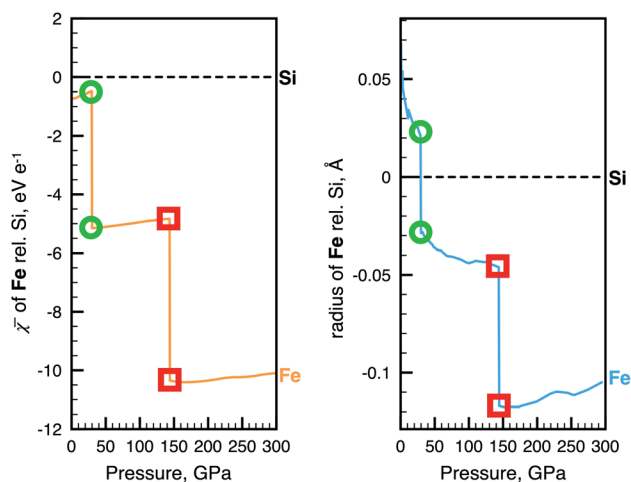 2
0
-2
-4
-6
-8
-10
-12
χ̄ of Fe rel. Si, eV e⁻¹
Si
Fe
0 50 100 150 200 250 300
Pressure, GPa
0.05
0
-0.05
-0.1
radius of Fe rel. Si, Å
Si
Fe
0 50 100 150 200 250 300
Pressure, GPa